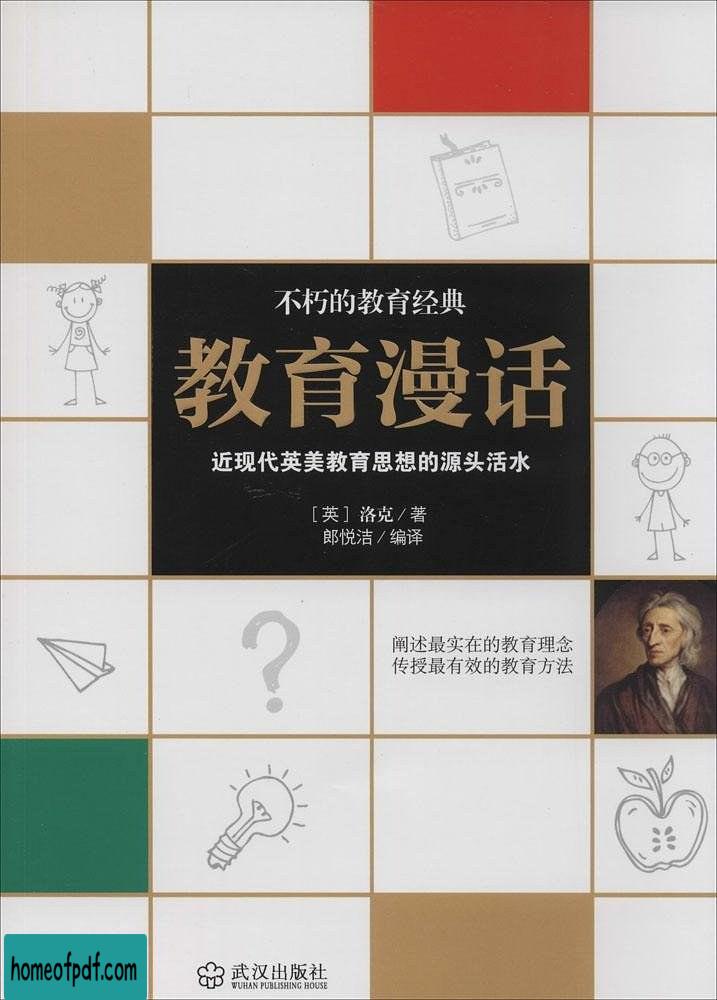 不朽的教育经典
教育漫话
近现代英美教育思想的源头活水
［英］洛克/著
郎悦洁/编译
阐述最实在的教育理念
传授最有效的教育方法
武汉出版社
WUHAN PUBLISHING HOUSE
homeofpdf.com